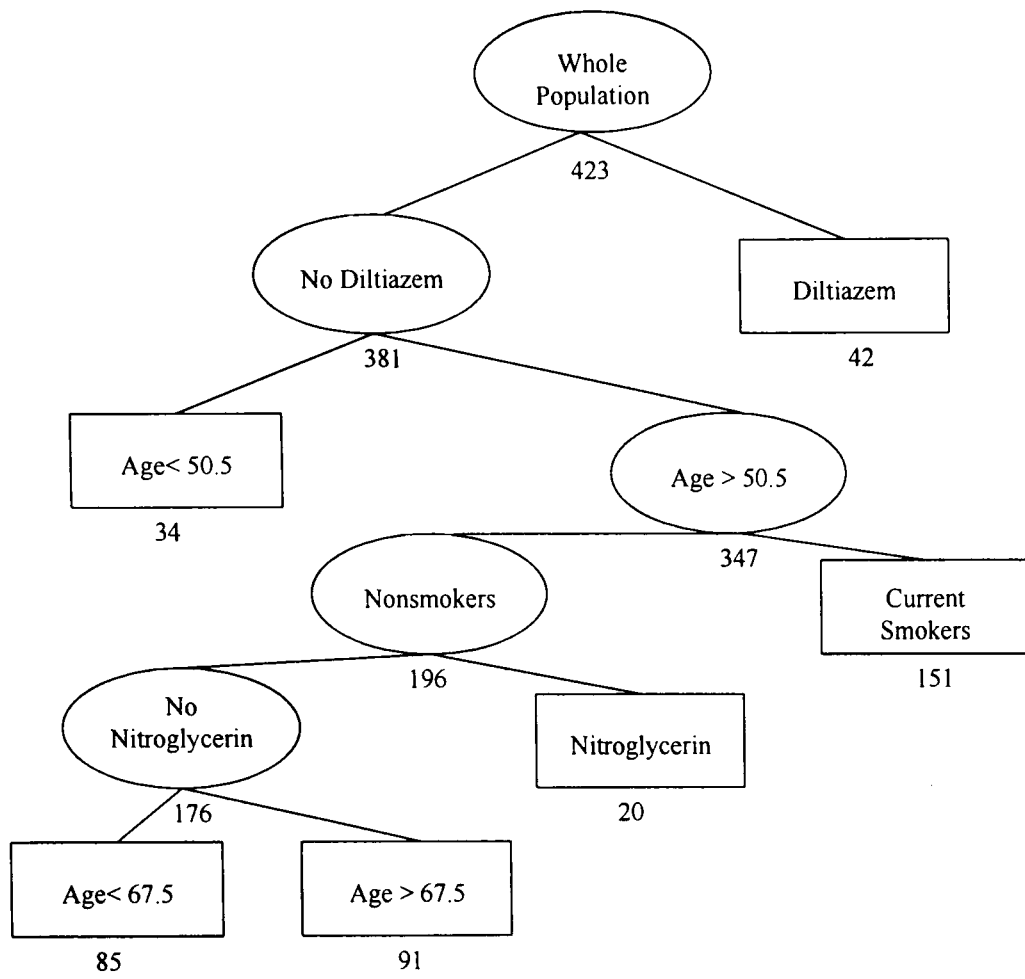 Whole
Population
423
No Diltiazem
381
Diltiazem
42
Age< 50.5
34
Age > 50.5
347
Nonsmokers
196
Current
Smokers
151
No
Nitroglycerin
176
Nitroglycerin
20
Age< 67.5
85
Age > 67.5
91